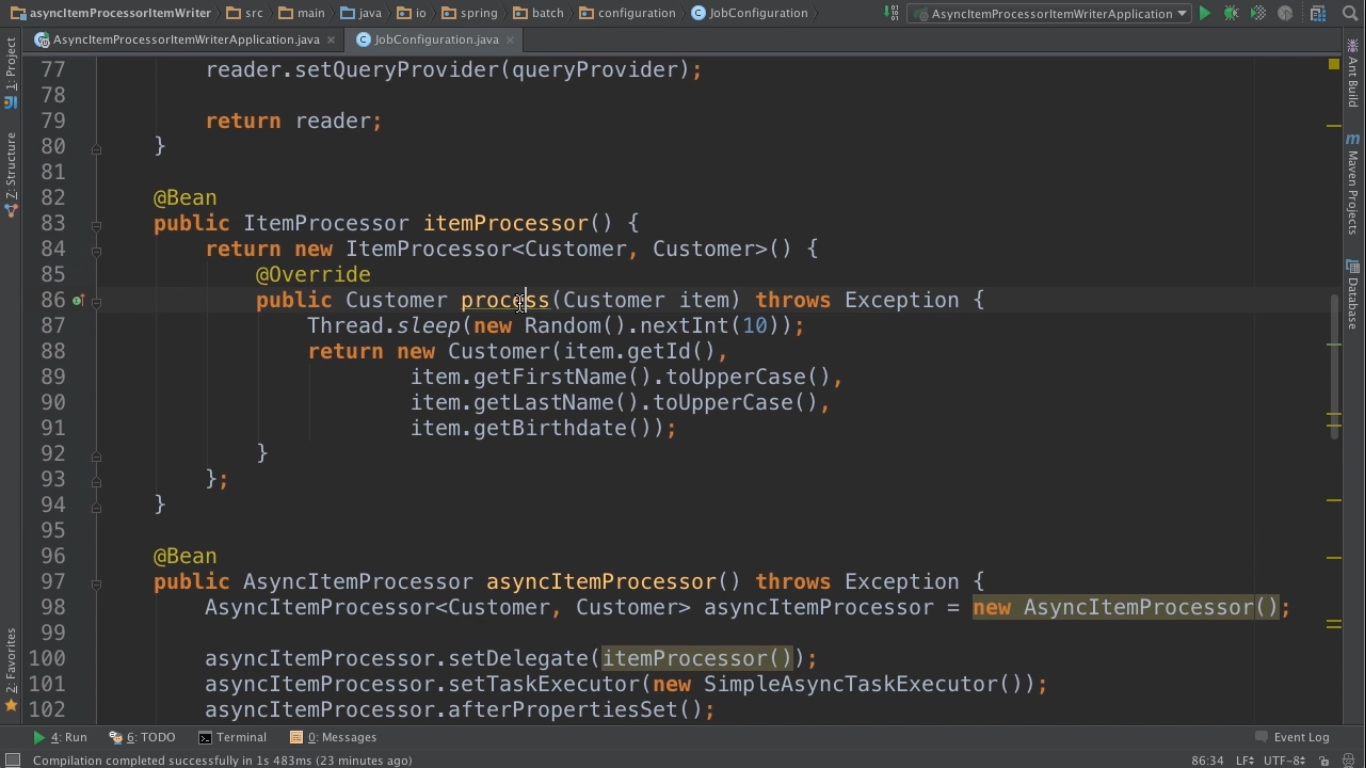 asyncItemProcessorItemWriter src main java io spring batch configuration JobConfiguration AsyncItemProcessorItemWriterApplication
AsyncItemProcessorItemWriterApplication.java JobConfiguration.java
1: Project
Z: Structure
2: Favorites
77 reader.setQueryProvider(queryProvider);
78
79 return reader;
80 }
81
82 @Bean
83 public ItemProcessor itemProcessor() {
84 return new ItemProcessor<Customer, Customer>() {
85 @Override
86 public Customer process(Customer item) throws Exception {
87 Thread.sleep(new Random().nextInt(10));
88 return new Customer(item.getId(),
89 item.getFirstName().toUpperCase(),
90 item.getLastName().toUpperCase(),
91 item.getBirthdate());
92 }
93 };
94 }
95
96 @Bean
97 public AsyncItemProcessor asyncItemProcessor() throws Exception {
98 AsyncItemProcessor<Customer, Customer> asyncItemProcessor = new AsyncItemProcessor();
99
100 asyncItemProcessor.setDelegate(itemProcessor());
101 asyncItemProcessor.setTaskExecutor(new SimpleAsyncTaskExecutor());
102 asyncItemProcessor.afterPropertiesSet();
Ant Build
Maven Projects
Database
4: Run 6: TODO Terminal 0: Messages Event Log
Compilation completed successfully in 1s 483ms (23 minutes ago) 86:34 LF UTF-8